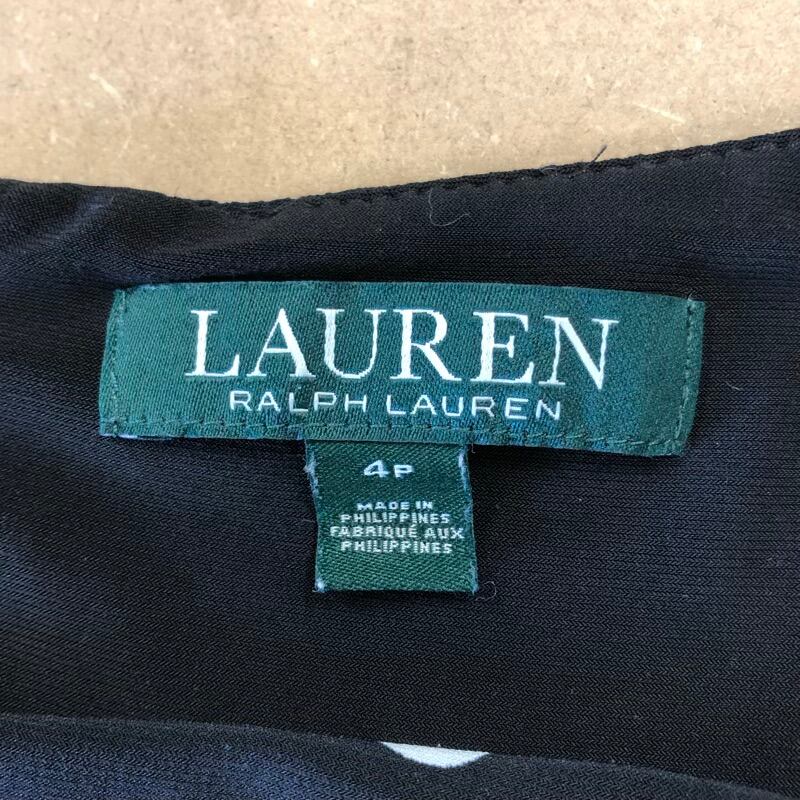 LAUREN
RALPH LAUREN
4P
MADE IN
PHILIPPINES
FABRIQUÉ AUX
PHILIPPINES